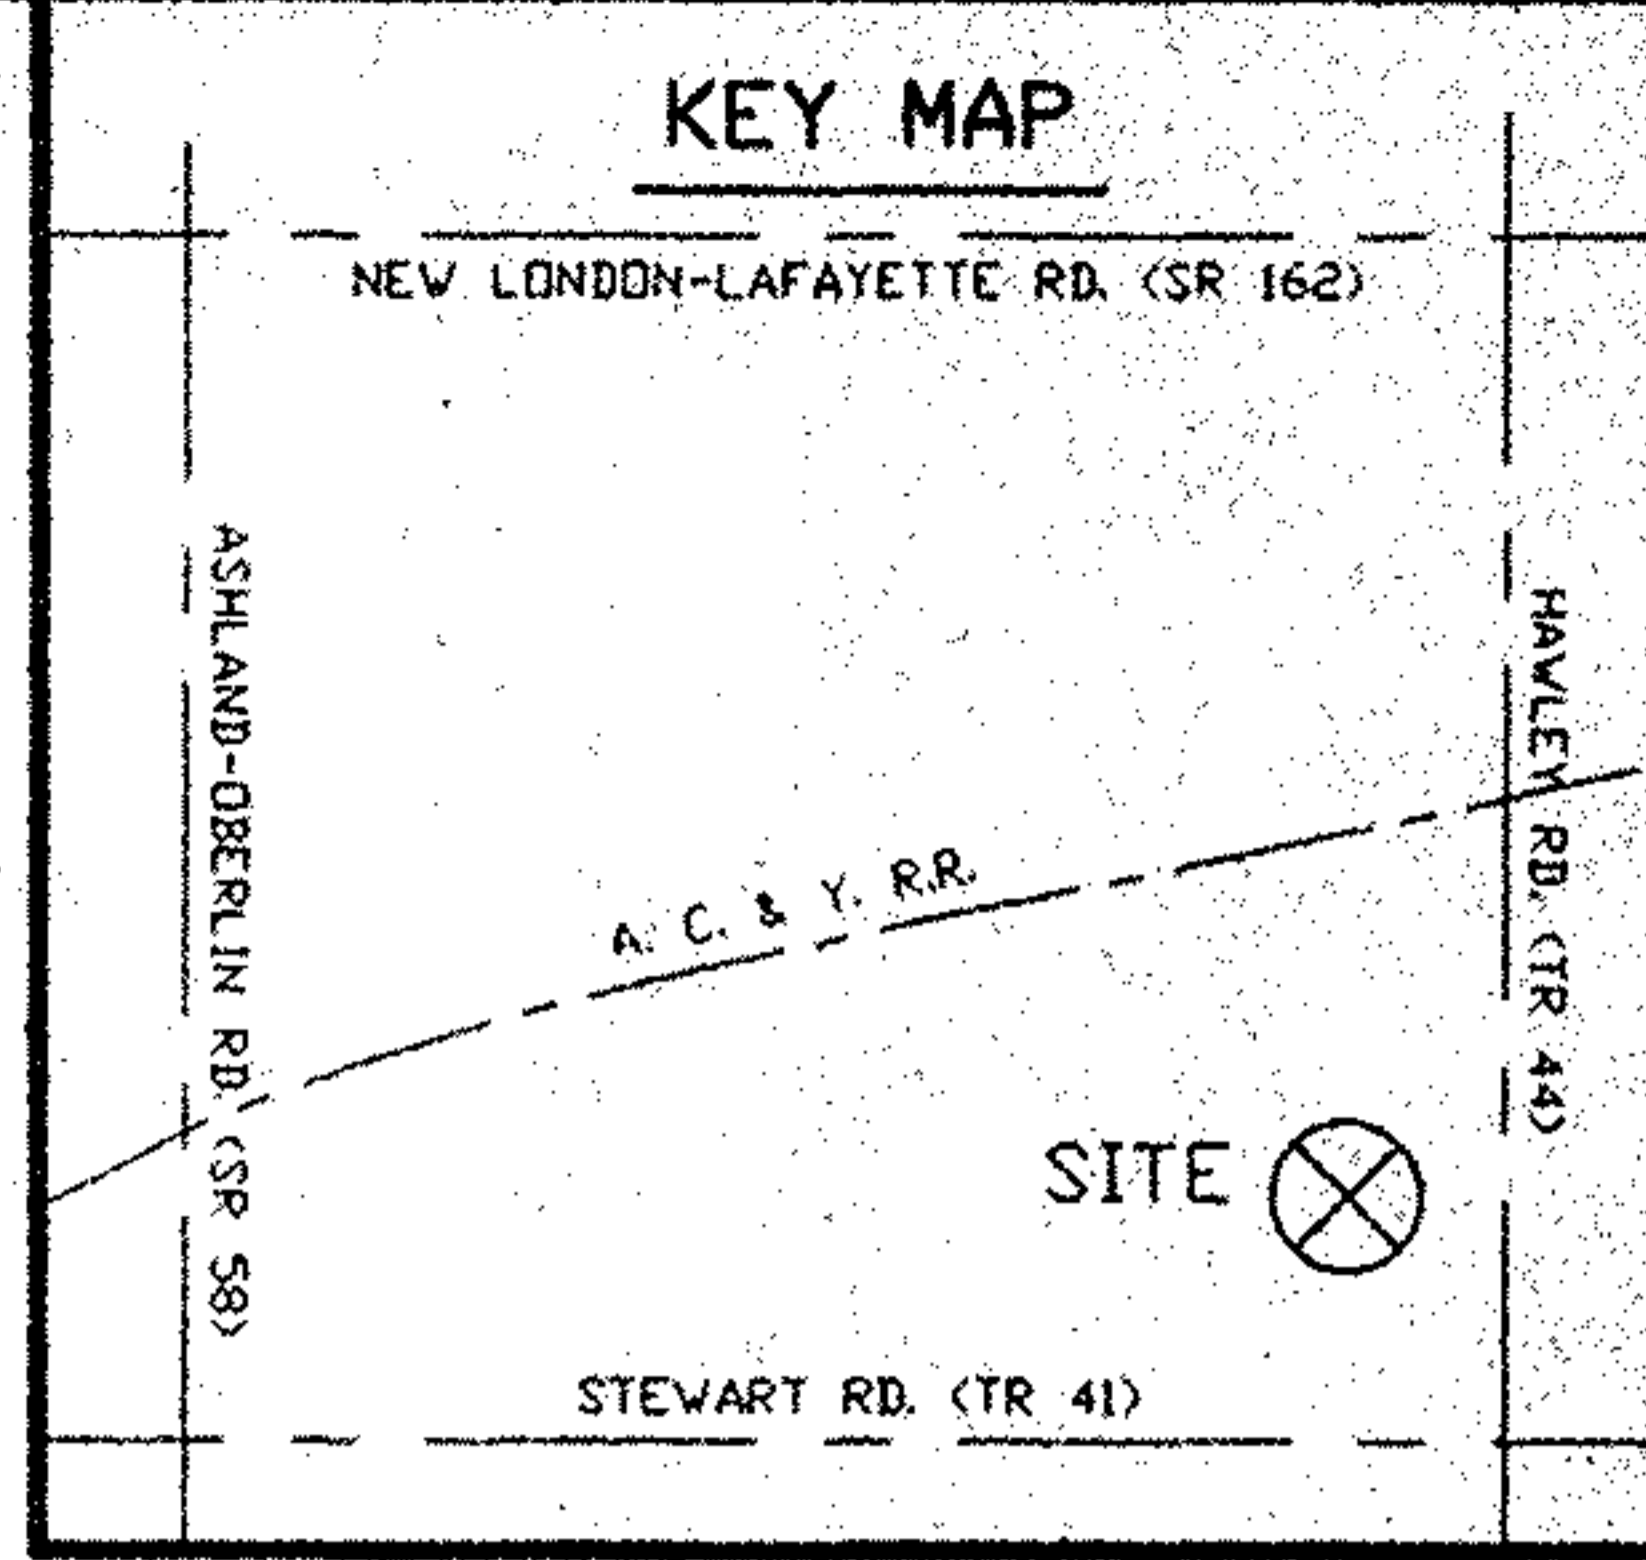 KEY MAP
NEW LONDON-LAFAYETTE RD. (SR 162)
ASHLAND-OBERLIN RD. (SR 58)
HAWLEY RD. (TR 44)
A. C. & Y. R.R.
SITE
STEWART RD. (TR 41)